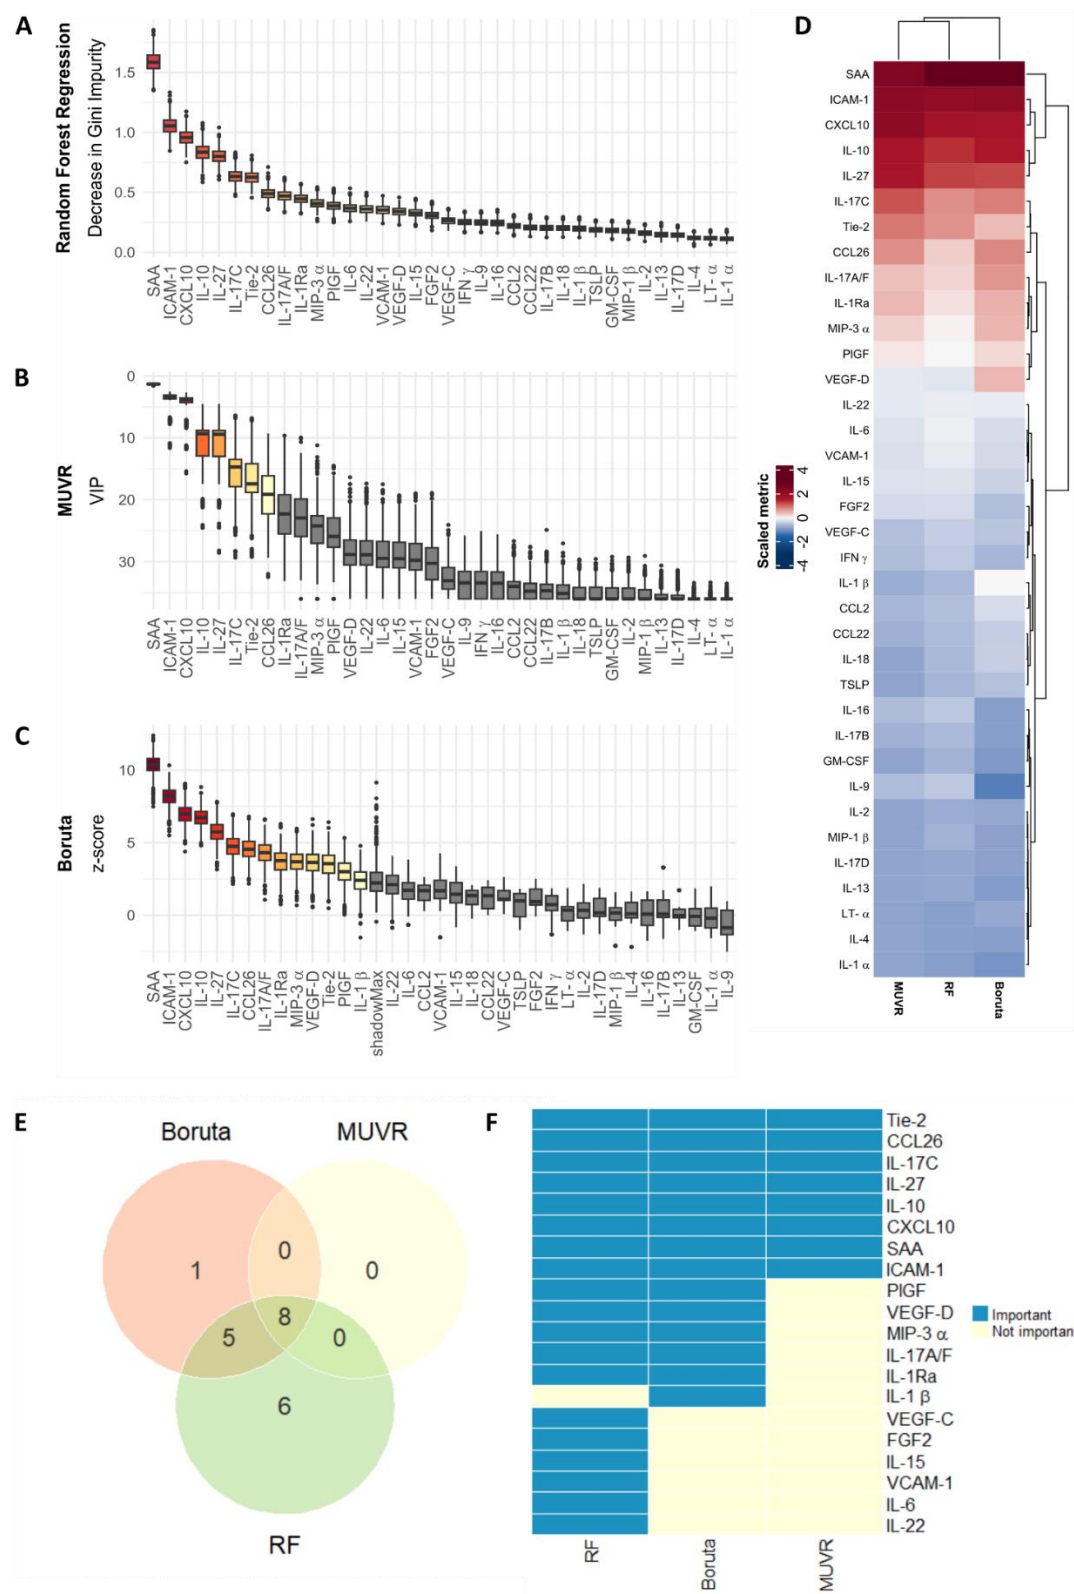 A
Random Forest Regression
Decrease in Gini Impurity
1.5
1.0
0.5
0.0
SAA
ICAM-1
CXCL10
IL-10
IL-27
IL-17C
Tie-2
CCL26
IL-17A/F
IL-1Ra
MIP-3 α
PlGF
IL-6
IL-22
VCAM-1
VEGF-D
IL-15
FGF2
VEGF-C
IFN γ
IL-9
IL-16
CCL2
CCL22
IL-17B
IL-18
IL-1 β
TSLP
GM-CSF
MIP-1 β
IL-2
IL-13
IL-17D
IL-4
LT- α
IL-1 α
B
MUVR
VIP
0
10
20
30
SAA
ICAM-1
CXCL10
IL-10
IL-27
IL-17C
Tie-2
CCL26
IL-1Ra
IL-17A/F
MIP-3 α
PlGF
VEGF-D
IL-22
IL-6
IL-15
VCAM-1
FGF2
VEGF-C
IL-9
IFN γ
IL-16
CCL2
CCL22
IL-17B
IL-1 β
IL-18
TSLP
GM-CSF
IL-2
MIP-1 β
IL-13
IL-17D
IL-4
LT- α
IL-1 α
C
Boruta
z-score
10
5
0
SAA
ICAM-1
CXCL10
IL-10
IL-27
IL-17C
CCL26
IL-17A/F
IL-1Ra
MIP-3 α
VEGF-D
Tie-2
PlGF
IL-1 β
shadowMax
IL-22
IL-6
CCL2
VCAM-1
IL-15
IL-18
CCL22
VEGF-C
TSLP
FGF2
IFN γ
LT- α
IL-2
IL-17D
MIP-1 β
IL-4
IL-16
IL-17B
IL-13
GM-CSF
IL-1 α
IL-9
D
SAA
ICAM-1
CXCL10
IL-10
IL-27
IL-17C
Tie-2
CCL26
IL-17A/F
IL-1Ra
MIP-3 α
PlGF
VEGF-D
IL-22
IL-6
VCAM-1
IL-15
FGF2
VEGF-C
IFN γ
IL-1 β
CCL2
CCL22
IL-18
TSLP
IL-16
IL-17B
GM-CSF
IL-9
IL-2
MIP-1 β
IL-17D
IL-13
LT- α
IL-4
IL-1 α
MUVR
RF
Boruta
Scaled metric
4
2
0
-2
-4
E
Boruta
MUVR
1
0
0
8
5
0
6
RF
F
Tie-2
CCL26
IL-17C
IL-27
IL-10
CXCL10
SAA
ICAM-1
PlGF
VEGF-D
MIP-3 α
IL-17A/F
IL-1Ra
IL-1 β
VEGF-C
FGF2
IL-15
VCAM-1
IL-6
IL-22
RF
Boruta
MUVR
Important
Not important